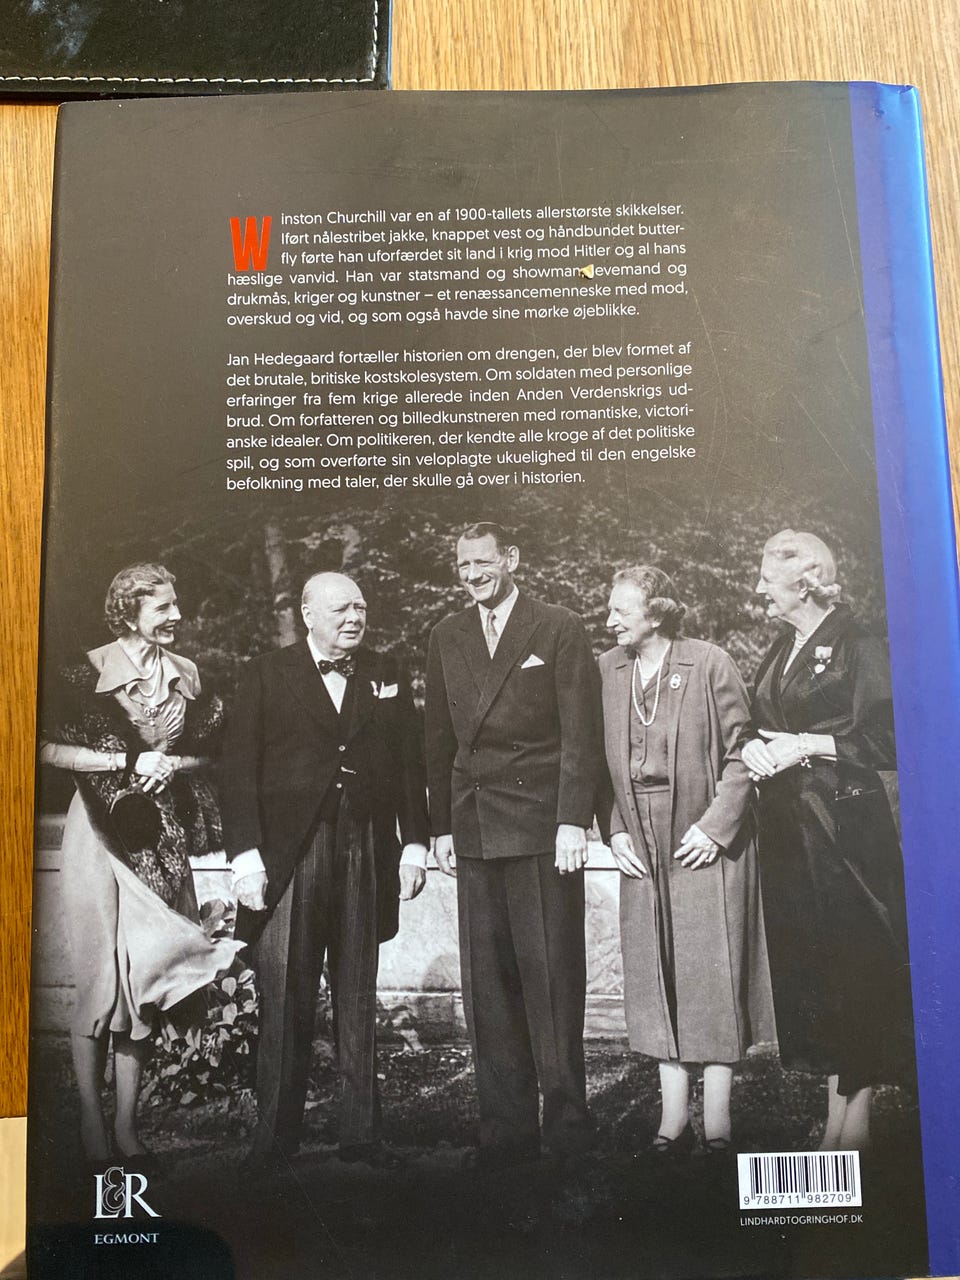 Winston Churchill var en af 1900-tallets allerstørste skikkelser.
Iført nålestribet jakke, knappet vest og håndbundet butter-
fly førte han uforfærdet sit land i krig mod Hitler og al hans
hæslige vanvid. Han var statsmand og showman, levemand og
drukmås, kriger og kunstner – et renæssancemenneske med mod,
overskud og vid, og som også havde sine mørke øjeblikke.
Jan Hedegaard fortæller historien om drengen, der blev formet af
det brutale, britiske kostskolesystem. Om soldaten med personlige
erfaringer fra fem krige allerede inden Anden Verdenskrigs ud-
brud. Om forfatteren og billedkunstneren med romantiske, victori-
anske idealer. Om politikeren, der kendte alle kroge af det politiske
spil, og som overførte sin veloplagte ukuelighed til den engelske
befolkning med taler, der skulle gå over i historien.
L&R
EGMONT
9 788711 982709
LINDHARDTOGRINGHOF.DK